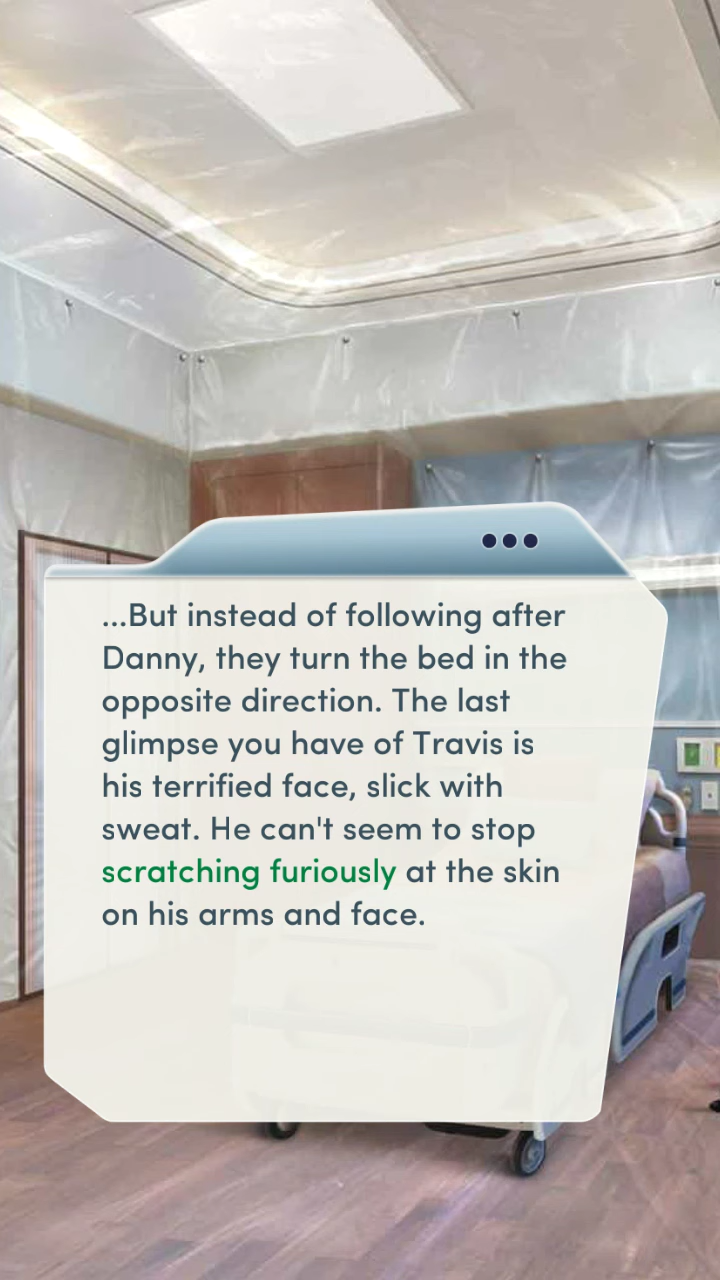 ...But instead of following after
Danny, they turn the bed in the
opposite direction. The last
glimpse you have of Travis is
his terrified face, slick with
sweat. He can't seem to stop
scratching furiously at the skin
on his arms and face.